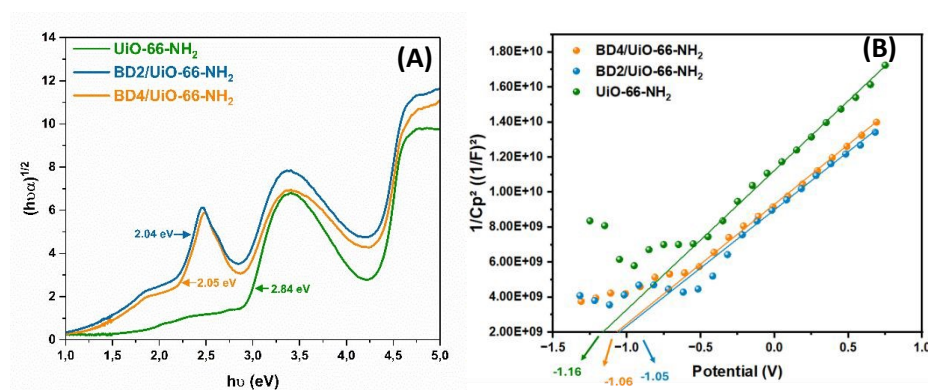 (A)
UiO-66-NH₂
BD2/UiO-66-NH₂
BD4/UiO-66-NH₂
(hυα)¹ᐟ²
14
12
10
8
6
4
2
0
2.04 eV
2.05 eV
2.84 eV
1,0 1,5 2,0 2,5 3,0 3,5 4,0 4,5 5,0
hυ (eV)
(B)
BD4/UiO-66-NH₂
BD2/UiO-66-NH₂
UiO-66-NH₂
1/Cp² ((1/F)²)
1.80E+10
1.60E+10
1.40E+10
1.20E+10
1.00E+10
8.00E+09
6.00E+09
4.00E+09
2.00E+09
−1.5 −1.0 −0.5 0.0 0.5 1.0
-1.16 -1.06 -1.05
Potential (V)